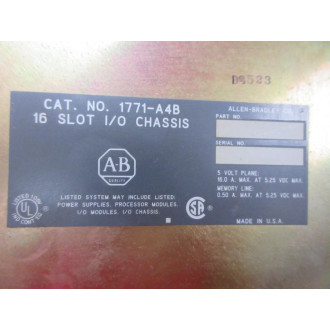 CAT. NO. 1771-A4B
16 SLOT I/O CHASSIS
A·B
QUALITY
LISTED SYSTEM MAY INCLUDE LISTED:
POWER SUPPLIES. PROCESSOR MODULES.
I/O MODULES. I/O CHASSIS.
UL
ALLEN-BRADLEY
PART NO.
SERIAL NO.
5 VOLT PLANE:
16.0 A. MAX. AT 5.25 VDC MAX.
MEMORY LINE:
0.50 A. MAX. AT 5.25 VDC MAX.
MADE IN U.S.A.